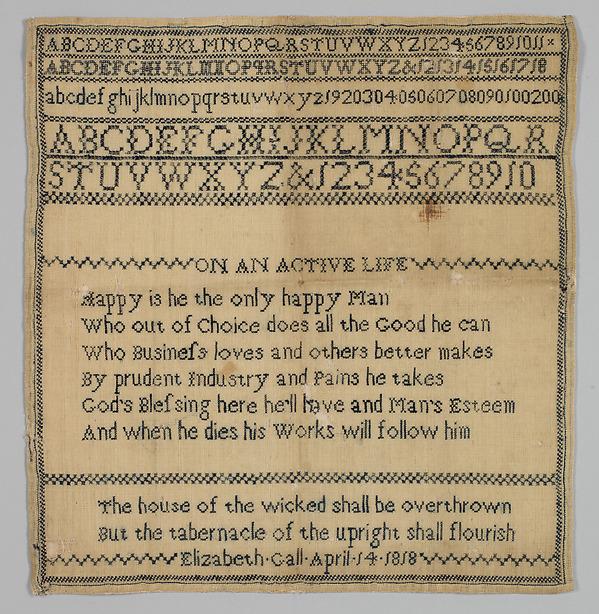 ABCDEFGHIJKLMNOPQRSTUVWXYZ1234567891011×
ABCDEFGHIJKLMNOPQRSTUVWXYZ&12131415161718
abcdefghijklmnopqrstuvwxyz192030405060708090100200
ABCDEFGHIJKLMNOPQR
STUVWXYZ&12345678910
ON AN ACTIVE LIFE
Happy is he the only happy Man
Who out of Choice does all the Good he can
Who Busineſs loves and others better makes
By prudent Industry and Pains he takes
God's Bleſsing here he'll have and Man's Esteem
And when he dies his Works will follow him
The house of the wicked shall be overthrown
But the tabernacle of the upright shall flourish
Elizabeth·Gall·April·14·1818